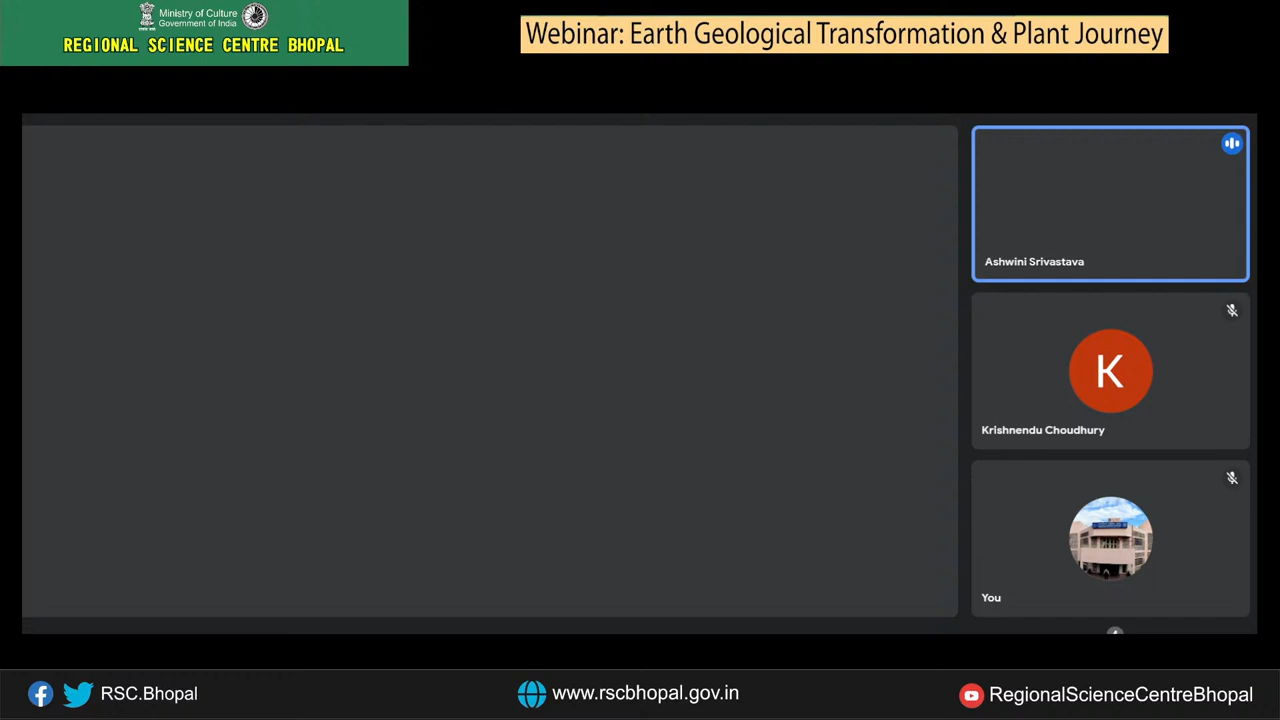 Ministry of Culture
Government of India
REGIONAL SCIENCE CENTRE BHOPAL
Webinar: Earth Geological Transformation & Plant Journey
Ashwini Srivastava
K
Krishnendu Choudhury
You
RSC.Bhopal
www.rscbhopal.gov.in
RegionalScienceCentreBhopal